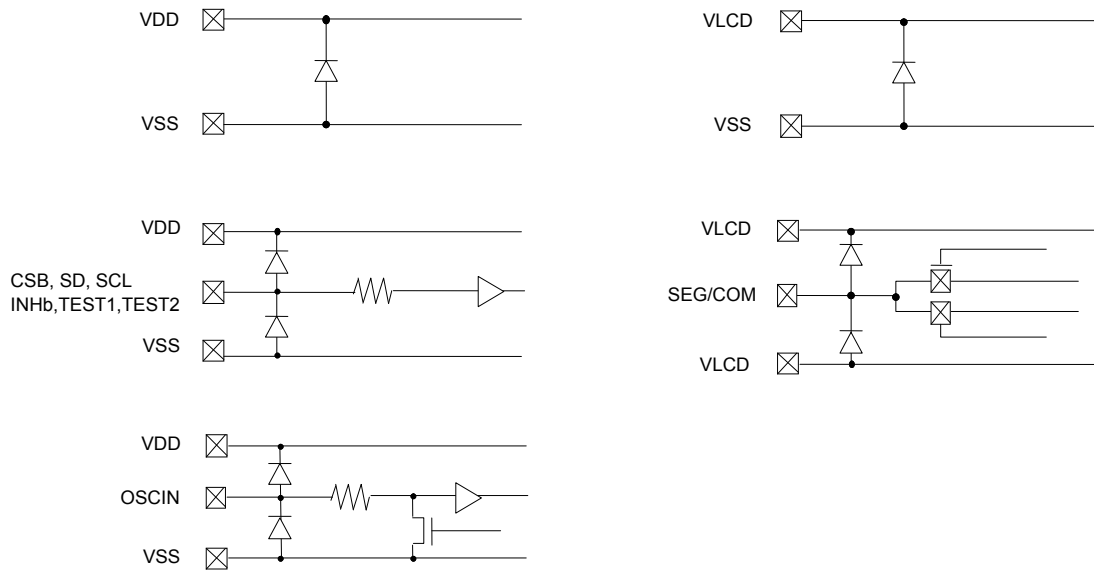 VDD
VSS
VLCD
VSS
VDD
CSB, SD, SCL
INHb,TEST1,TEST2
VSS
VLCD
SEG/COM
VLCD
VDD
OSCIN
VSS